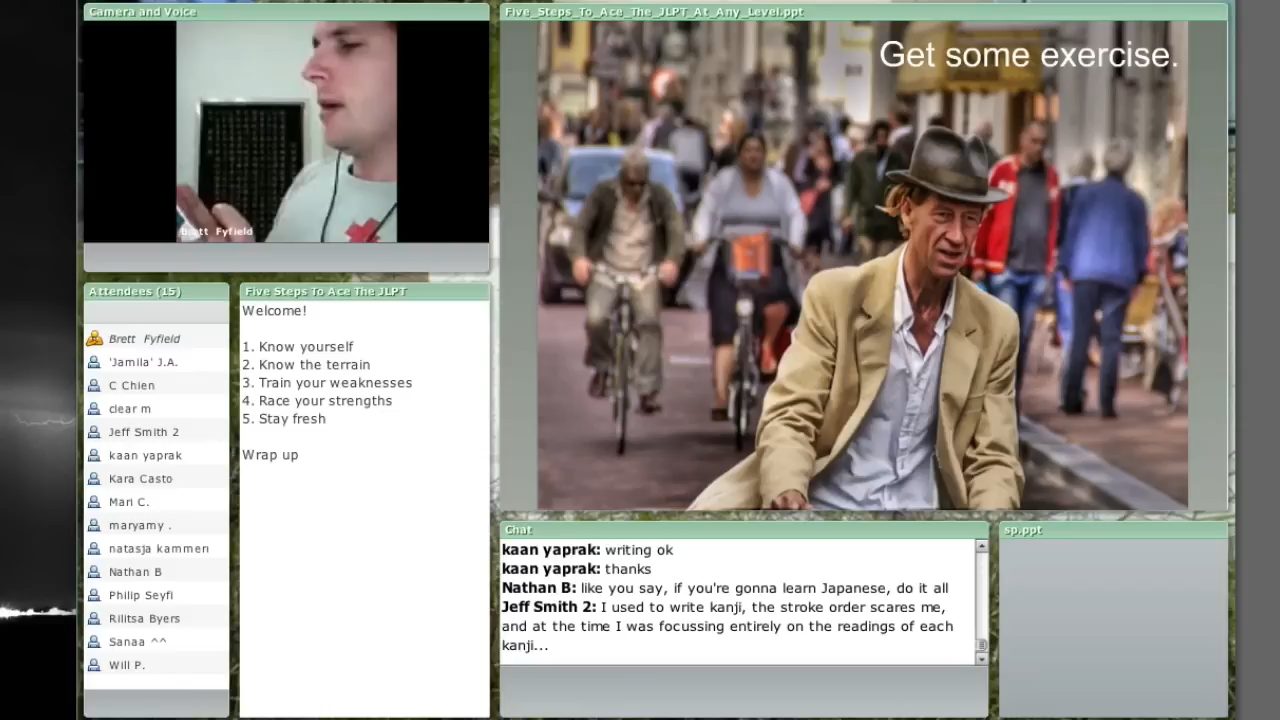 Camera and Voice
Brett Fyfield
Five_Steps_To_Ace_The_JLPT_At_Any_Level.ppt
Get some exercise.
Attendees (15)
Brett Fyfield
'Jamila' J.A.
C Chien
clear m
Jeff Smith 2
kaan yaprak
Kara Casto
Mari C.
maryamy .
natasja kammeri
Nathan B
Philip Seyfi
Rilitsa Byers
Sanaa ^^
Will P.
Five Steps To Ace The JLPT
Welcome!
1. Know yourself
2. Know the terrain
3. Train your weaknesses
4. Race your strengths
5. Stay fresh
Wrap up
Chat
kaan yaprak: writing ok
kaan yaprak: thanks
Nathan B: like you say, if you're gonna learn Japanese, do it all
Jeff Smith 2: I used to write kanji, the stroke order scares me,
and at the time I was focussing entirely on the readings of each
kanji...
sp.ppt